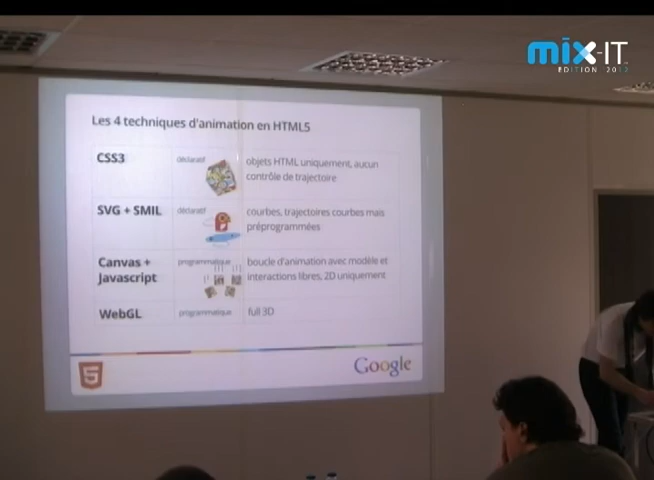 mix-IT
EDITION 2012
Les 4 techniques d'animation en HTML5
CSS3
déclaratif
objets HTML uniquement, aucun
contrôle de trajectoire
SVG + SMIL
déclaratif
courbes, trajectoires courbes mais
préprogrammées
Canvas +
Javascript
programmatique
boucle d'animation avec modèle et
interactions libres, 2D uniquement
WebGL
programmatique
full 3D
5
Google